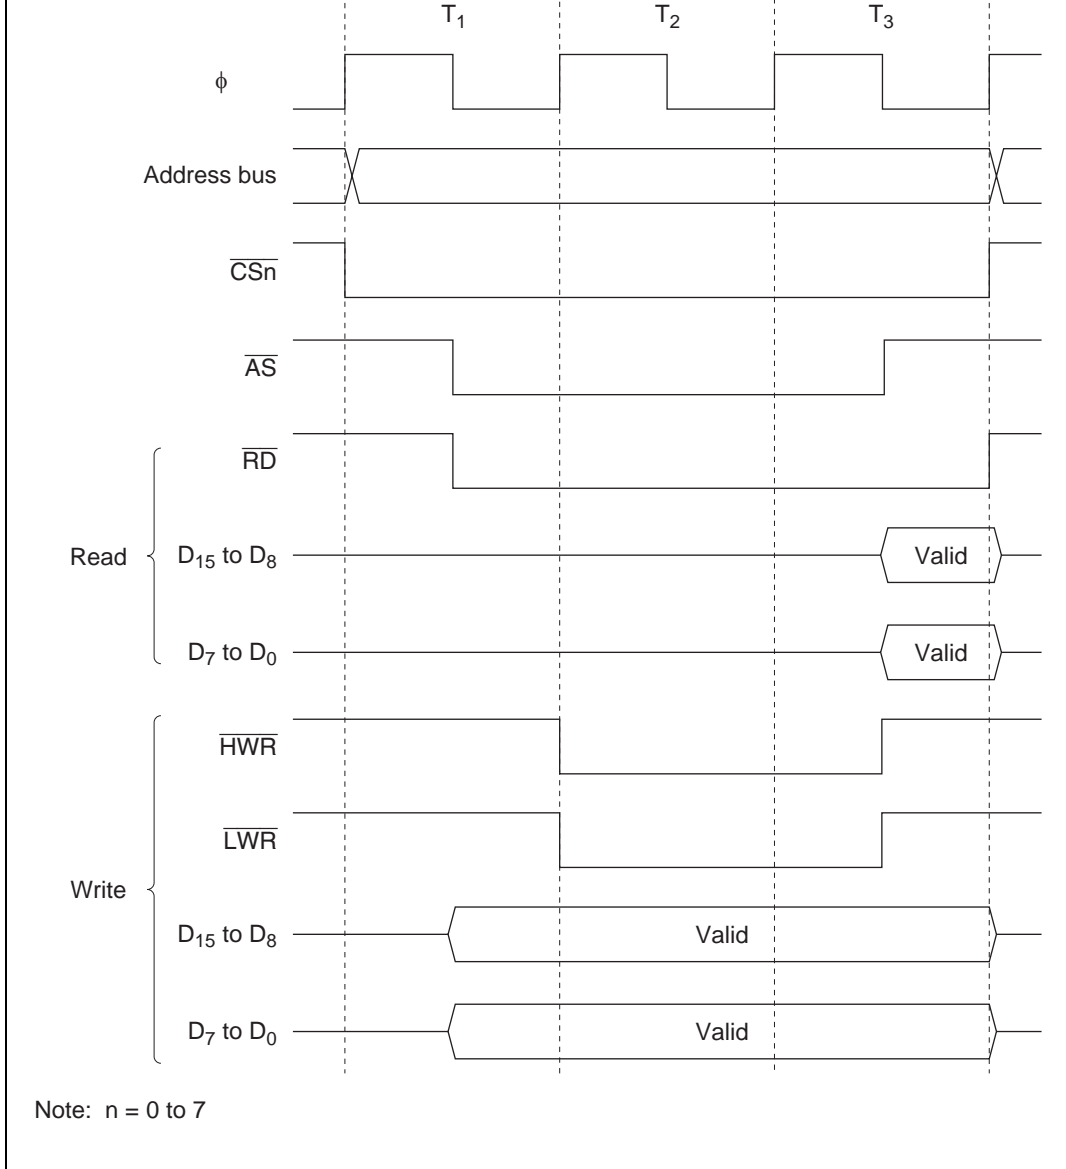 T1 T2 T3
ϕ
Address bus
CSn
AS
RD
Read
D15 to D8 Valid
D7 to D0 Valid
HWR
LWR
Write
D15 to D8 Valid
D7 to D0 Valid
Note: n = 0 to 7